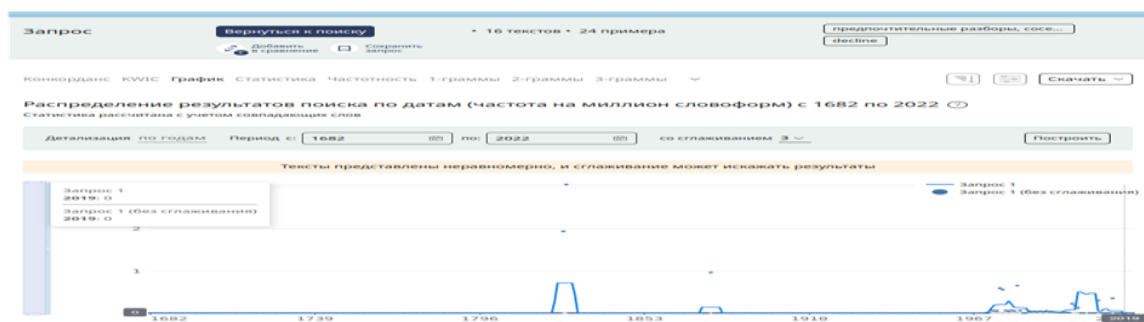 Запрос
Вернуться к поиску
• 16 текстов • 24 примера
предпочтительные разборы, сосе...
decline
Добавить в сравнение
Сохранить запрос
Конкорданс KWIC График Статистика Частотность 1-граммы 2-граммы 3-граммы
Скачать
Распределение результатов поиска по датам (частота на миллион словоформ) с 1682 по 2022
Статистика рассчитана с учетом совпадающих слов
Детализация по годам Период с: 1682 по: 2022 со сглаживанием 3
Построить
Тексты представлены неравномерно, и сглаживание может искажать результаты
Запрос 1
2019: 0
Запрос 1 (без сглаживания)
2019: 0
Запрос 1
Запрос 1 (без сглаживания)
2
1
0
1682 1739 1796 1853 1910 1967 2019